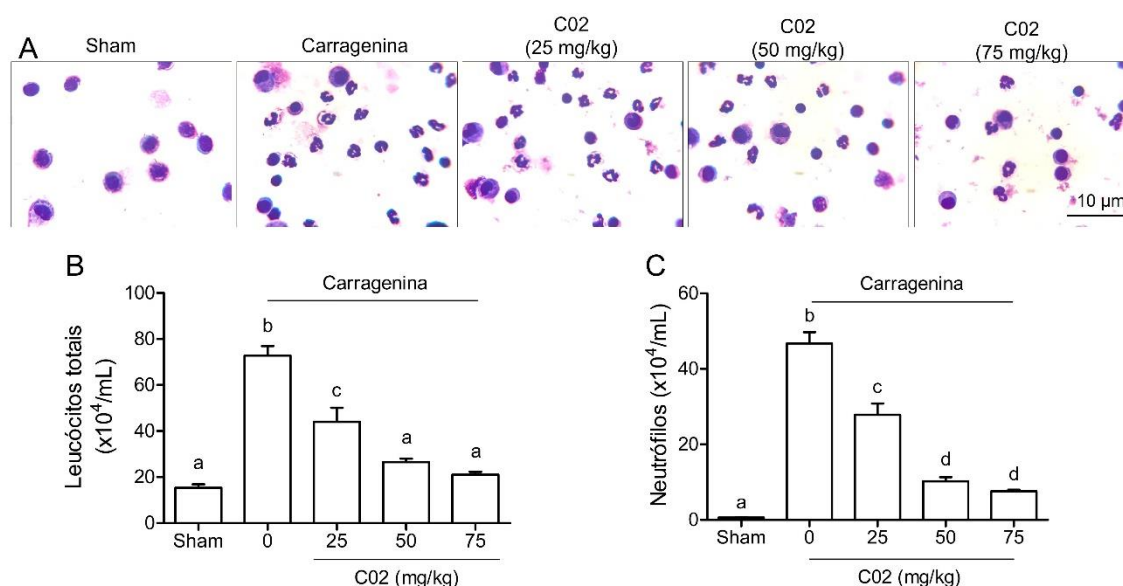 A
Sham
Carragenina
C02
(25 mg/kg)
C02
(50 mg/kg)
C02
(75 mg/kg)
10 µm
B
Carragenina
Leucócitos totais
(x10⁴/mL)
100
80
60
40
20
0
a
b
c
a
a
Sham
0
25
50
75
C02 (mg/kg)
C
Carragenina
Neutrófilos (x10⁴/mL)
60
40
20
0
a
b
c
d
d
Sham
0
25
50
75
C02 (mg/kg)